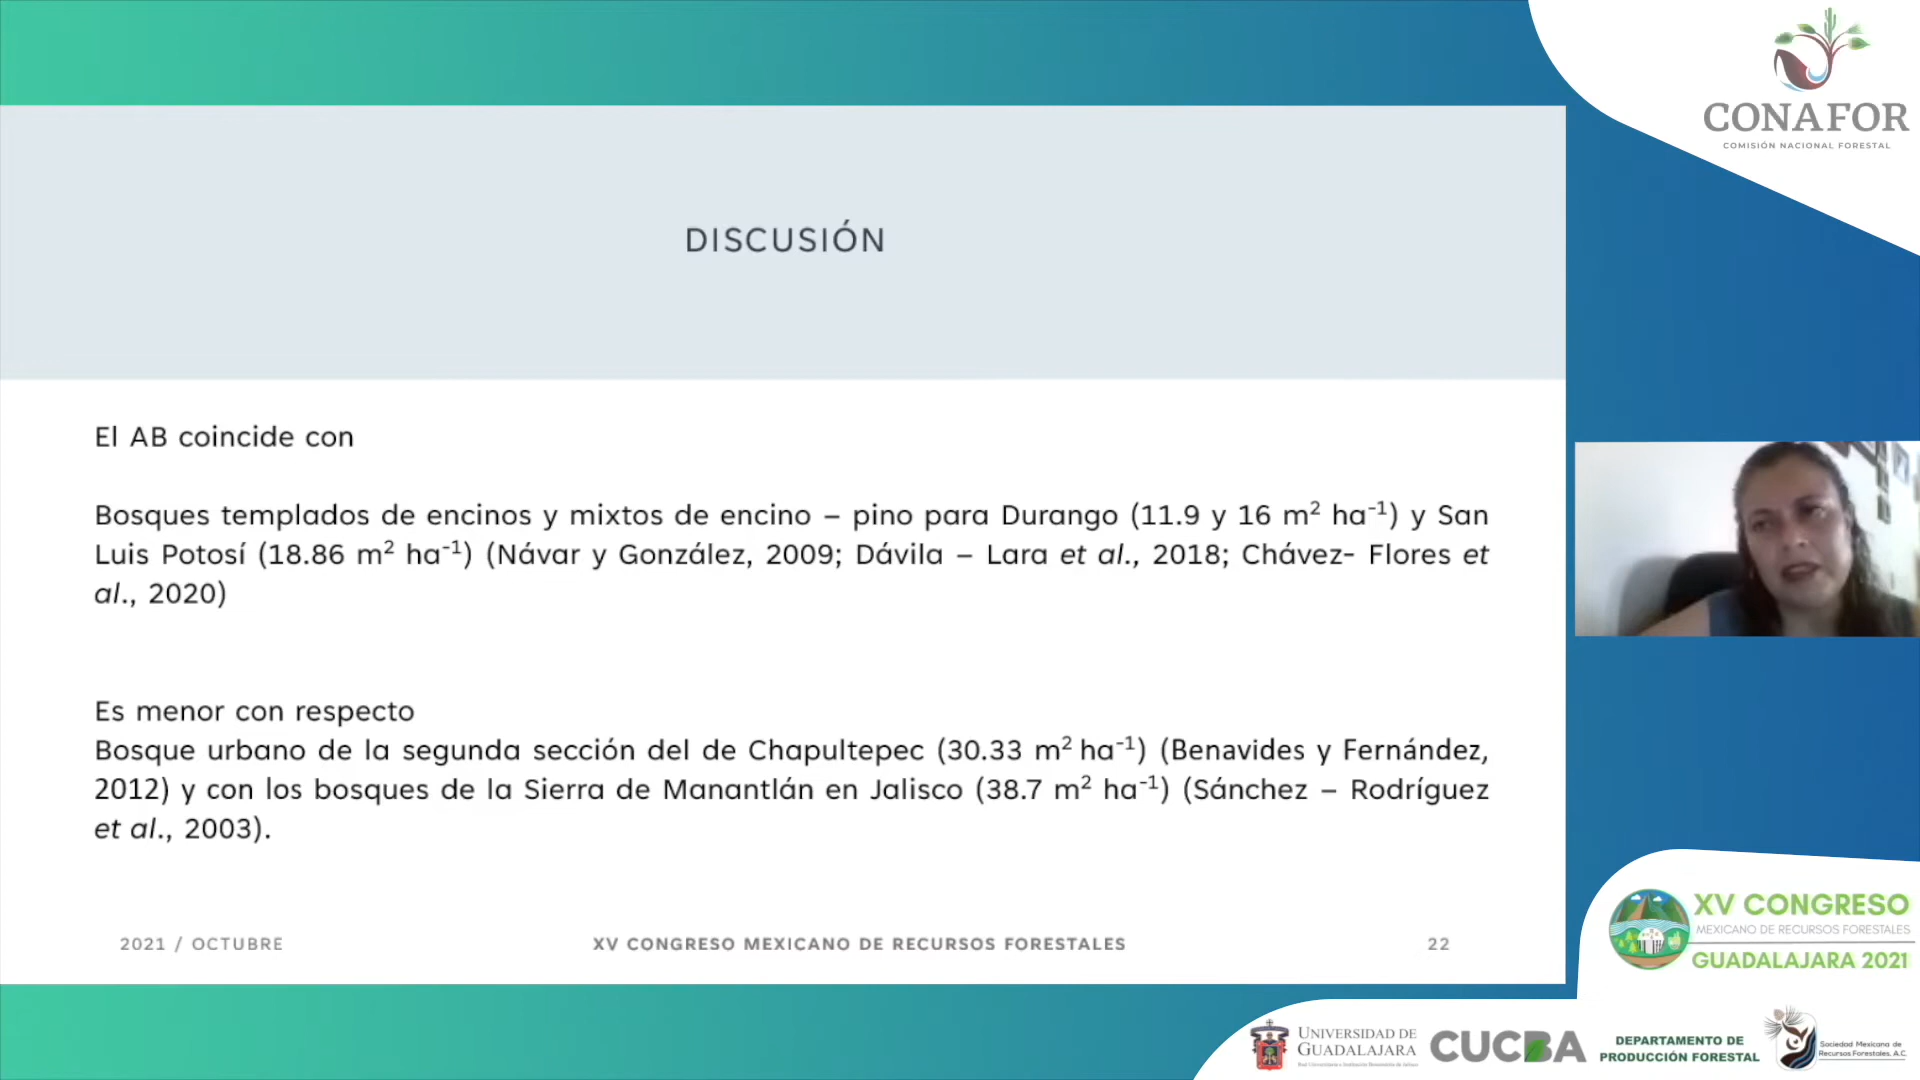 CONAFOR
COMISIÓN NACIONAL FORESTAL
DISCUSIÓN
El AB coincide con
Bosques templados de encinos y mixtos de encino – pino para Durango (11.9 y 16 m² ha⁻¹) y San
Luis Potosí (18.86 m² ha⁻¹) (Návar y González, 2009; Dávila – Lara et al., 2018; Chávez- Flores et
al., 2020)
Es menor con respecto
Bosque urbano de la segunda sección del de Chapultepec (30.33 m² ha⁻¹) (Benavides y Fernández,
2012) y con los bosques de la Sierra de Manantlán en Jalisco (38.7 m² ha⁻¹) (Sánchez – Rodríguez
et al., 2003).
2021 / OCTUBRE
XV CONGRESO MEXICANO DE RECURSOS FORESTALES
22
XV CONGRESO
MEXICANO DE RECURSOS FORESTALES
GUADALAJARA 2021
UNIVERSIDAD DE
GUADALAJARA
CUCBA
DEPARTAMENTO DE
PRODUCCIÓN FORESTAL
Sociedad Mexicana de
Recursos Forestales, A.C.